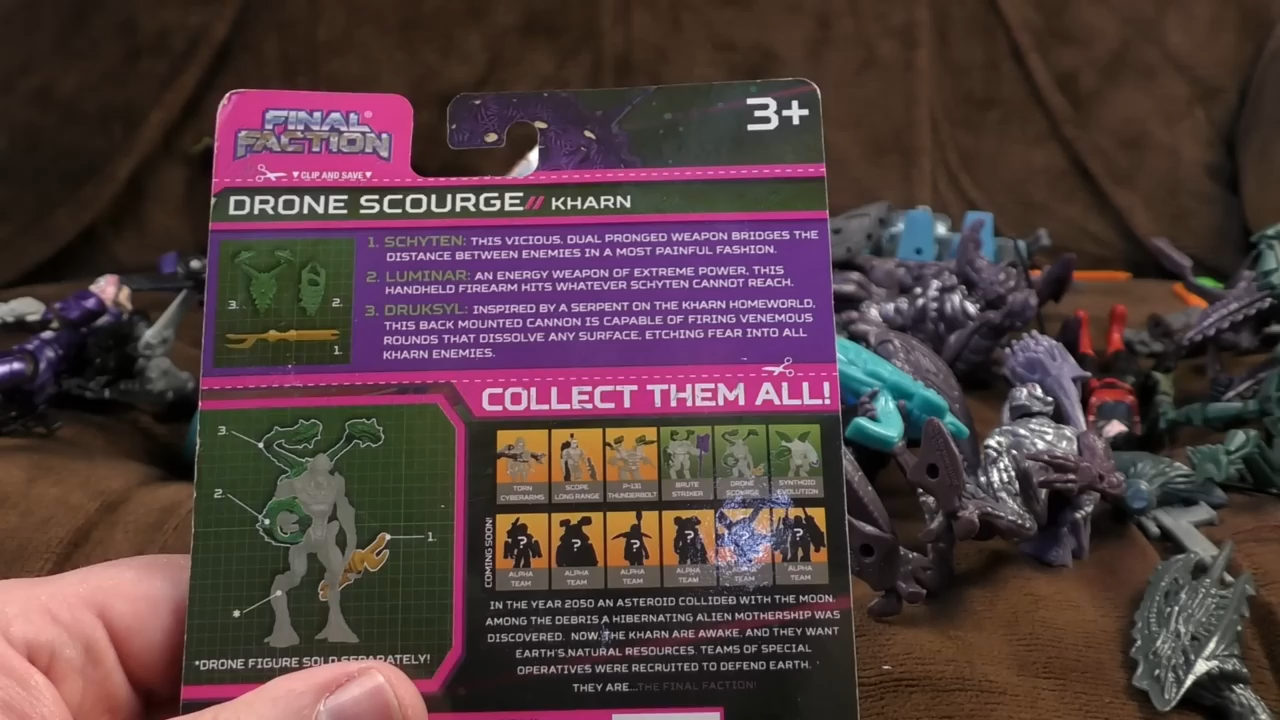 FINAL
FACTION
3+
▼ CLIP AND SAVE ▼
DRONE SCOURGE// KHARN
1. SCHYTEN: THIS VICIOUS, DUAL PRONGED WEAPON BRIDGES THE
DISTANCE BETWEEN ENEMIES IN A MOST PAINFUL FASHION.
2. LUMINAR: AN ENERGY WEAPON OF EXTREME POWER, THIS
HANDHELD FIREARM HITS WHATEVER SCHYTEN CANNOT REACH.
3. DRUKSYL: INSPIRED BY A SERPENT ON THE KHARN HOMEWORLD,
THIS BACK MOUNTED CANNON IS CAPABLE OF FIRING VENEMOUS
ROUNDS THAT DISSOLVE ANY SURFACE, ETCHING FEAR INTO ALL
KHARN ENEMIES.
3.
2.
1.
COLLECT THEM ALL!
3.
2.
1.
*
*DRONE FIGURE SOLD SEPARATELY!
TORN
CYBERARMS
SCOPE
LONG RANGE
P-131
THUNDERBOLT
BRUTE
STRIKER
DRONE
SCOURGE
SYNTHOID
EVOLUTION
COMING SOON!
?
ALPHA
TEAM
?
ALPHA
TEAM
?
ALPHA
TEAM
?
ALPHA
TEAM
?
ALPHA
TEAM
?
ALPHA
TEAM
IN THE YEAR 2050 AN ASTEROID COLLIDED WITH THE MOON.
AMONG THE DEBRIS A HIBERNATING ALIEN MOTHERSHIP WAS
DISCOVERED. NOW, THE KHARN ARE AWAKE, AND THEY WANT
EARTH'S NATURAL RESOURCES. TEAMS OF SPECIAL
OPERATIVES WERE RECRUITED TO DEFEND EARTH.
THEY ARE...THE FINAL FACTION!